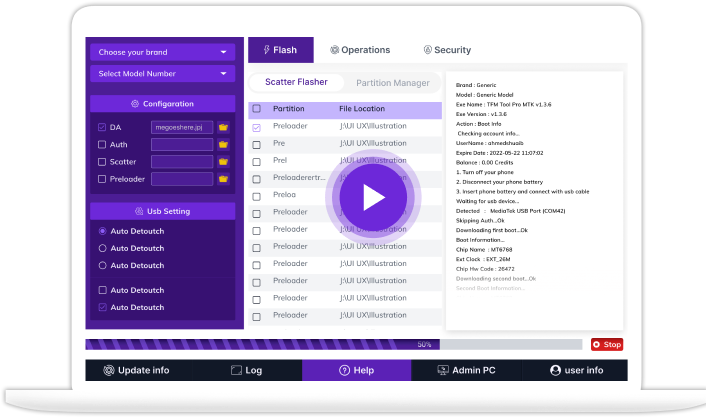 Choose your brand
Select Model Number
Configaration
DA
megoeshere.jpj
Auth
Scatter
Preloader
Usb Setting
Auto Detoutch
Auto Detoutch
Auto Detoutch
Auto Detoutch
Auto Detoutch
Flash
Operations
Security
Scatter Flasher
Partition Manager
Partition File Location
Preloader J:\UI UX\Illustration
Pre J:\UI UX\Illustration
Prel J:\UI UX\Illustration
Preloaderertr... J:\UI UX\Illustration
Preloa
Preloader J:\UI UX\Illustration
Preloader J:\UI UX\Illustration
Preloader J:\UI UX\Illustration
Preloader J:\UI UX\Illustration
Preloader J:\UI UX\Illustration
Preloader J:\UI UX\Illustration
Preloader J:\UI UX\Illustration
Brand : Generic
Model : Generic Model
Exe Name : TFM Tool Pro MTK v1.3.6
Exe Version : v1.3.6
Action : Boot Info
Checking account info...
UserName : ahmedshuaib
Expire Date : 2022-05-22 11:07:02
Balance : 0.00 Credits
1. Turn off your phone
2. Disconnect your phone battery
3. Insert phone battery and connect with usb cable
Waiting for usb device...
Detected : MediaTek USB Port (COM42)
Skipping Auth...Ok
Downloading first boot...Ok
Boot Information...
Chip Name : MT6768
Ext Clock : EXT_26M
Chip Hw Code : 26472
Downloading second boot...Ok
Second Boot Information...
50%
Stop
Update info
Log
Help
Admin PC
user info